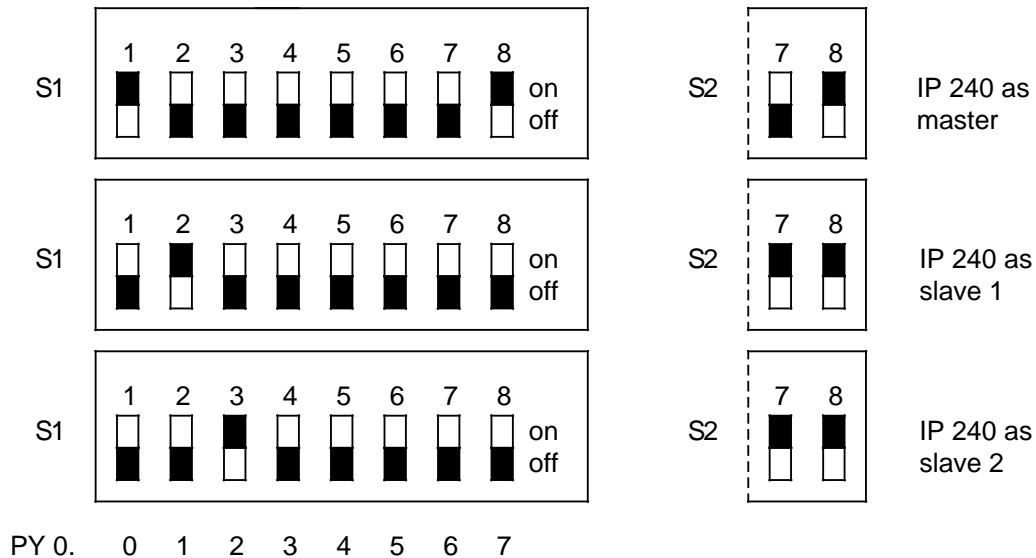 1 2 3 4 5 6 7 8
7 8
S1
on
off
S2
IP 240 as
master
1 2 3 4 5 6 7 8
7 8
S1
on
off
S2
IP 240 as
slave 1
1 2 3 4 5 6 7 8
7 8
S1
on
off
S2
IP 240 as
slave 2
PY 0. 0 1 2 3 4 5 6 7